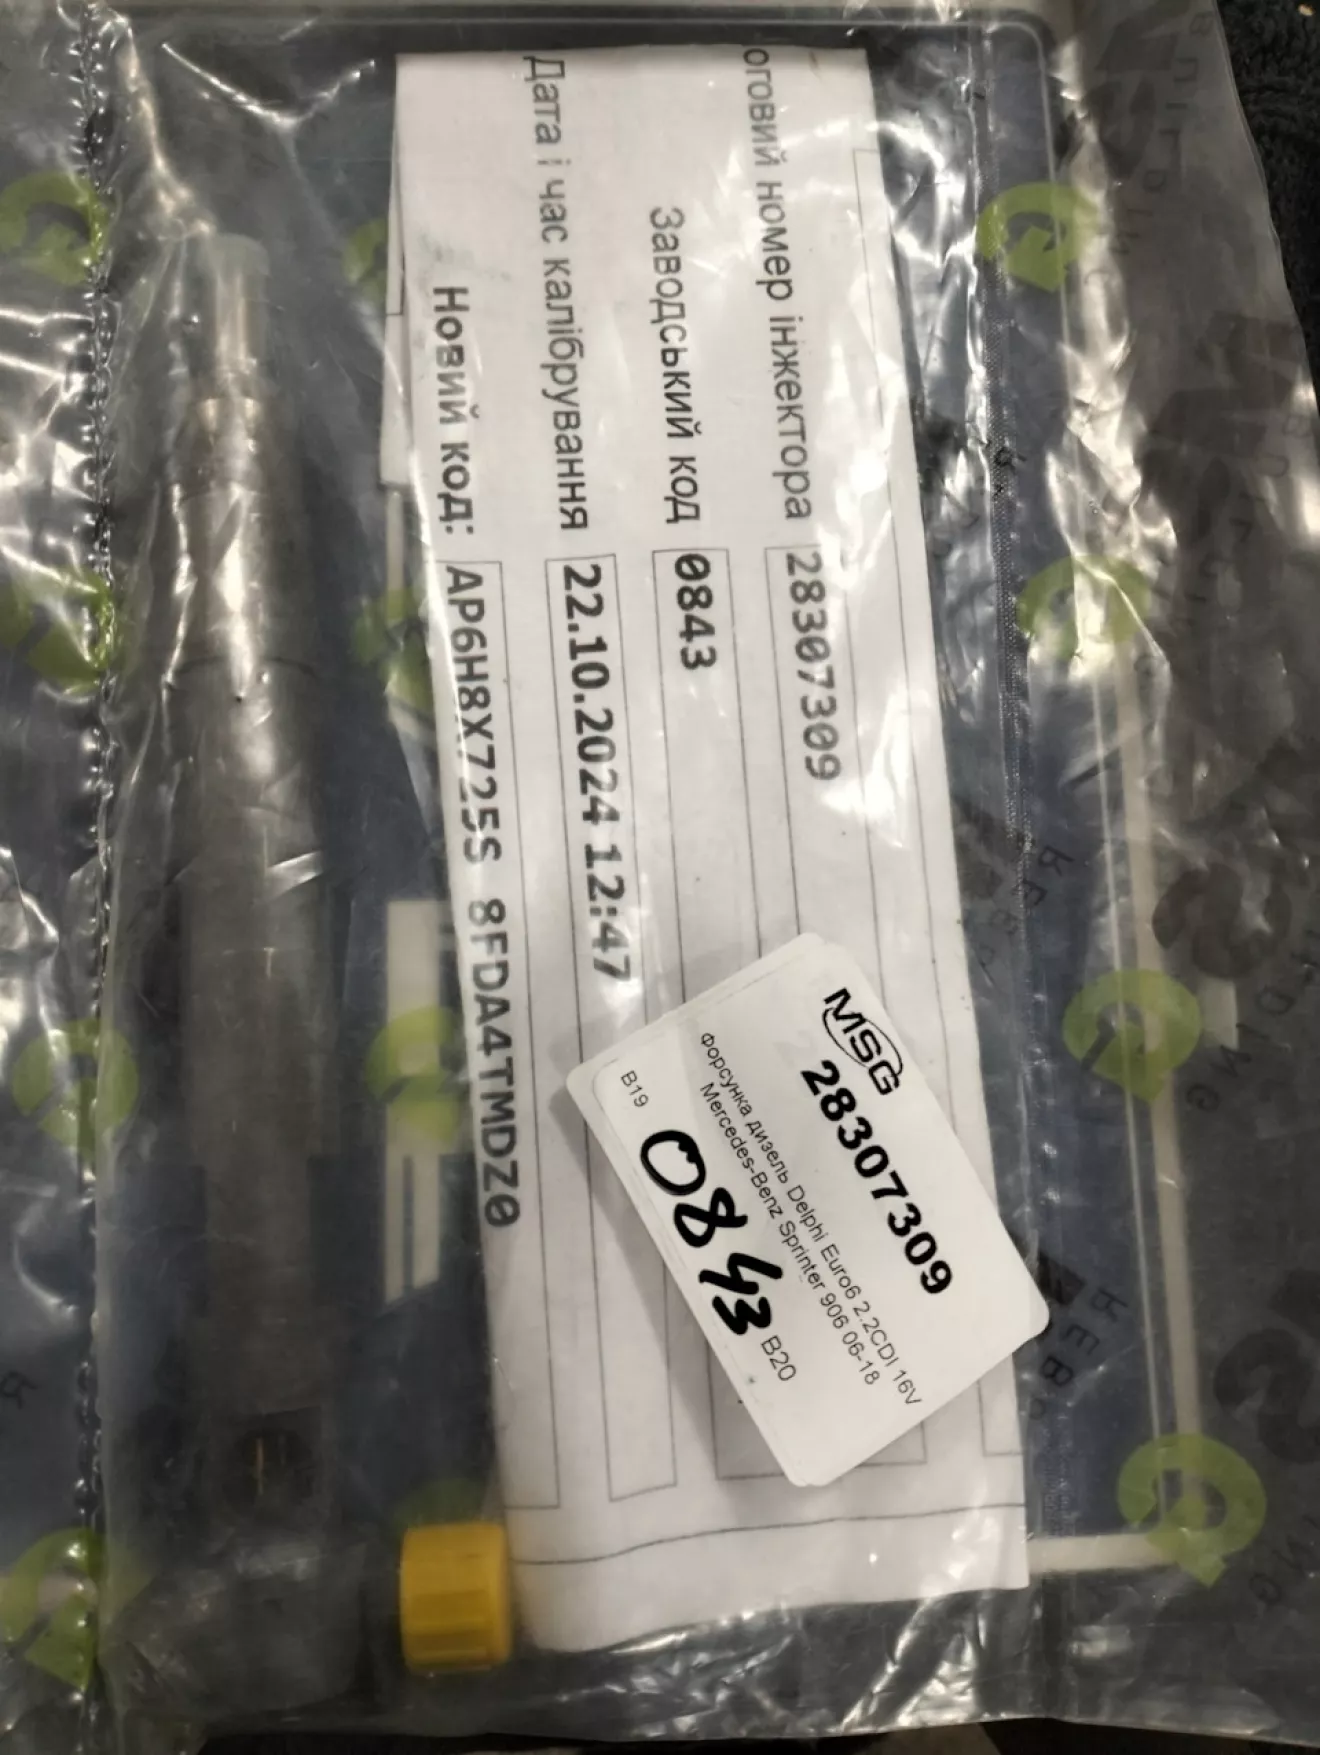 оговий номер інжектора 28307309
Заводський код 0843
Дата і час калібрування 22.10.2024 12:47
Новий код: AP6H8X725S 8FDA4TMDZ0
MSG
28307309
Форсунка дизель Delphi Euro6 2.2CDI 16V
Mercedes-Benz Sprinter 906 06-18
B19 0843 B20